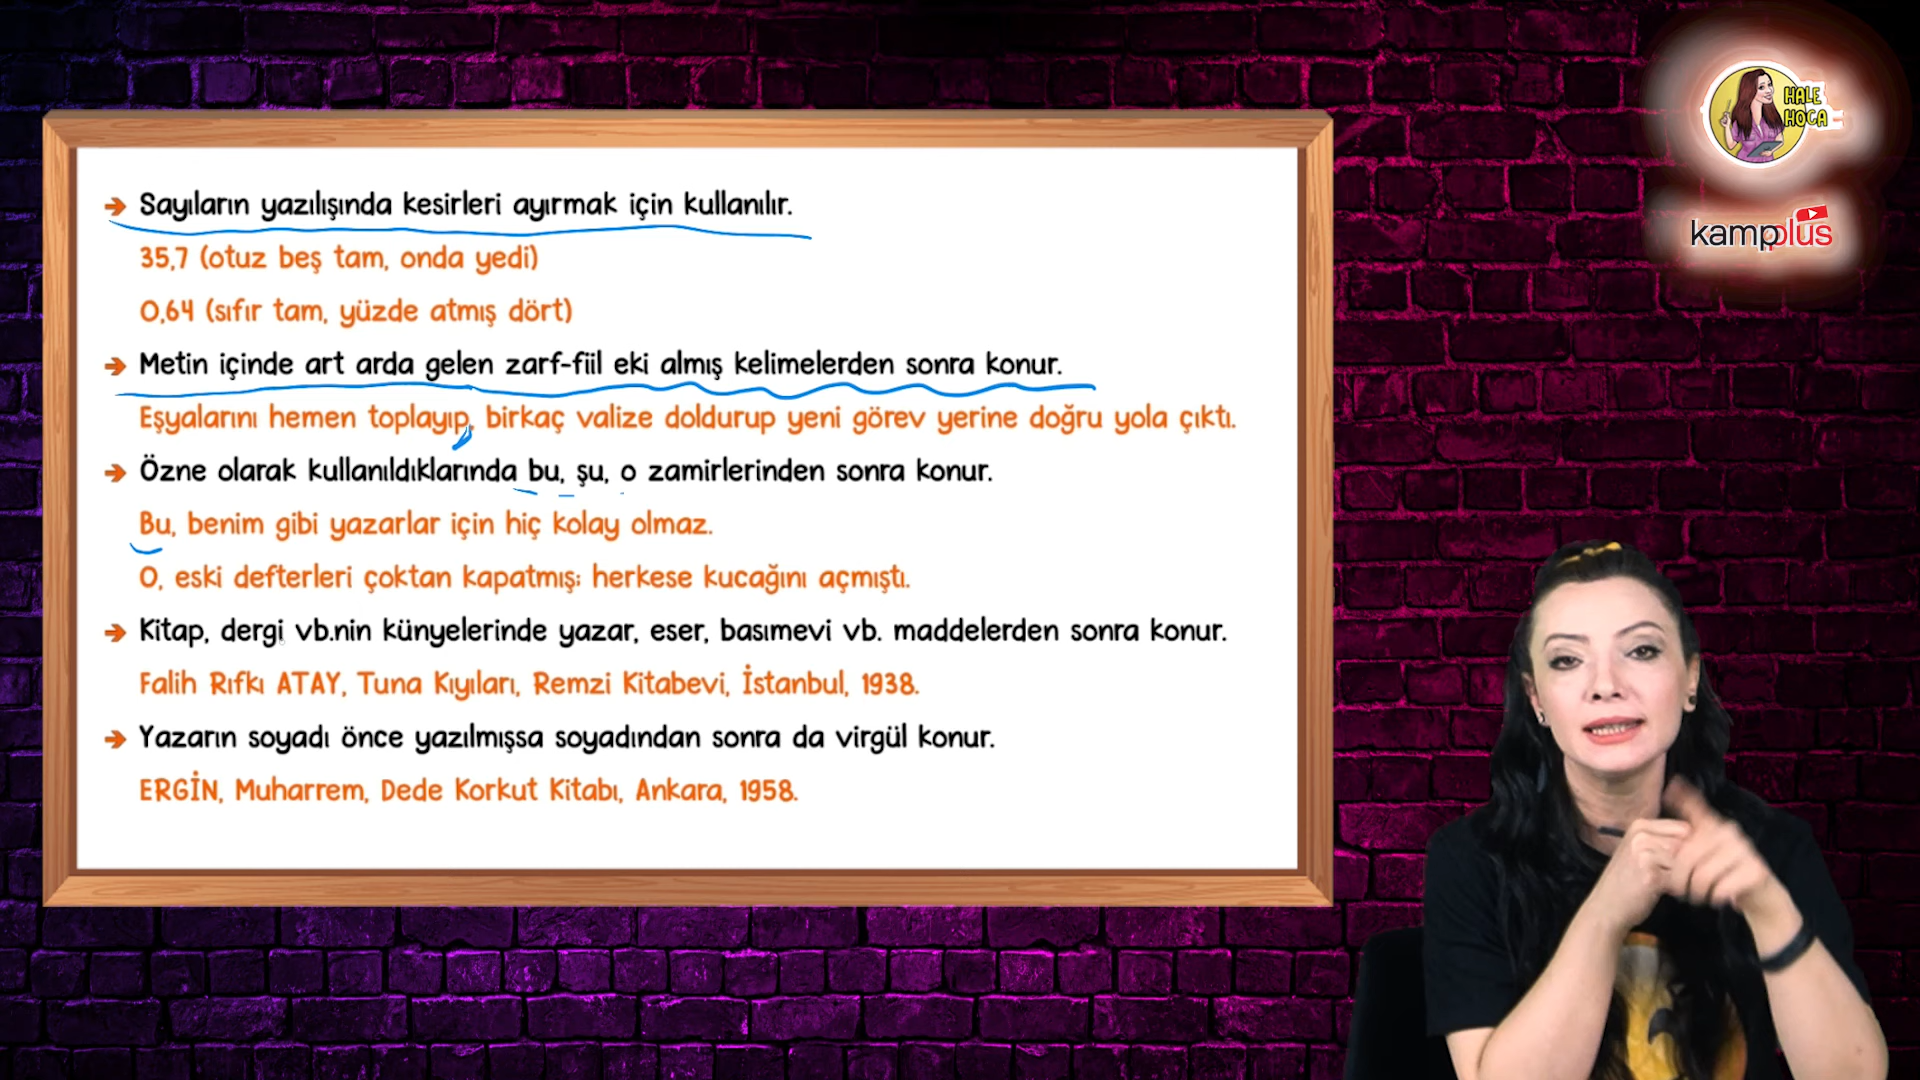 HALE
HOCA
kampplus
Sayıların yazılışında kesirleri ayırmak için kullanılır.
35,7 (otuz beş tam, onda yedi)
0,64 (sıfır tam, yüzde atmış dört)
Metin içinde art arda gelen zarf-fiil eki almış kelimelerden sonra konur.
Eşyalarını hemen toplayıp, birkaç valize doldurup yeni görev yerine doğru yola çıktı.
Özne olarak kullanıldıklarında bu, şu, o zamirlerinden sonra konur.
Bu, benim gibi yazarlar için hiç kolay olmaz.
O, eski defterleri çoktan kapatmış; herkese kucağını açmıştı.
Kitap, dergi vb.nin künyelerinde yazar, eser, basımevi vb. maddelerden sonra konur.
Falih Rıfkı ATAY, Tuna Kıyıları, Remzi Kitabevi, İstanbul, 1938.
Yazarın soyadı önce yazılmışsa soyadından sonra da virgül konur.
ERGİN, Muharrem, Dede Korkut Kitabı, Ankara, 1958.